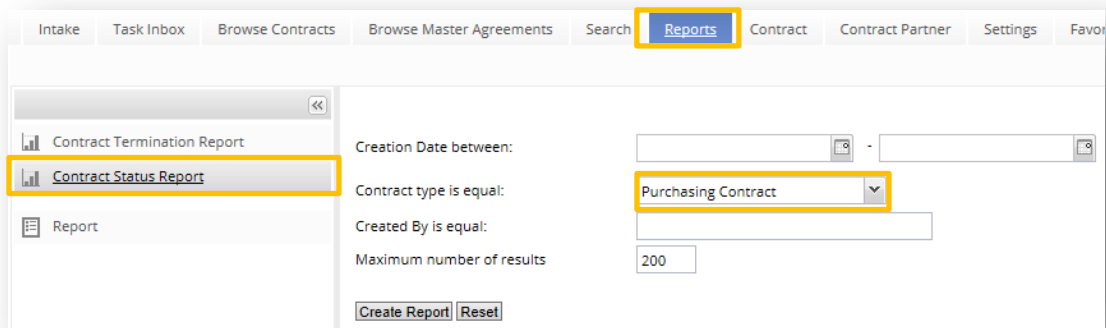 Intake Task Inbox Browse Contracts Browse Master Agreements Search Reports Contract Contract Partner Settings Favor
Contract Termination Report
Contract Status Report
Report
Creation Date between: -
Contract type is equal: Purchasing Contract
Created By is equal:
Maximum number of results 200
Create Report Reset